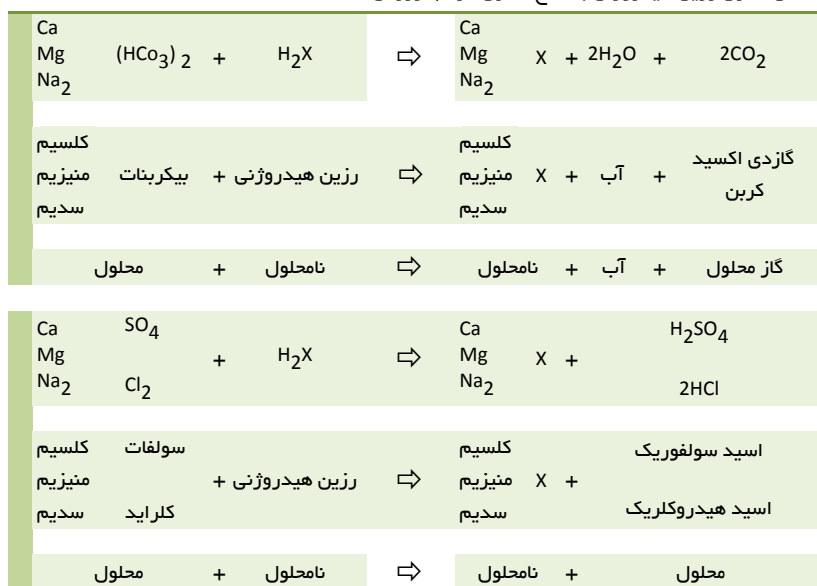 Ca
Mg (HCo3) 2 + H2X ⇨ Mg X + 2H2O + 2CO2
Na2
Ca
Na2
کلسیم
منیزیم بیکربنات + رزین هیدروژنی ⇨ منیزیم X + آب + گازدی اکسید
سدیم
کلسیم
سدیم
کربن
محلول + نامحلول ⇨ نامحلول + آب + گاز محلول
Ca SO4
Mg + H2X ⇨ Mg X + H2SO4
Na2 Cl2
Ca
Na2
2HCl
کلسیم سولفات
منیزیم + رزین هیدروژنی ⇨ منیزیم X + اسید سولفوریک
سدیم کلراید
کلسیم
سدیم
اسید هیدروکلریک
محلول + نامحلول ⇨ نامحلول + محلول